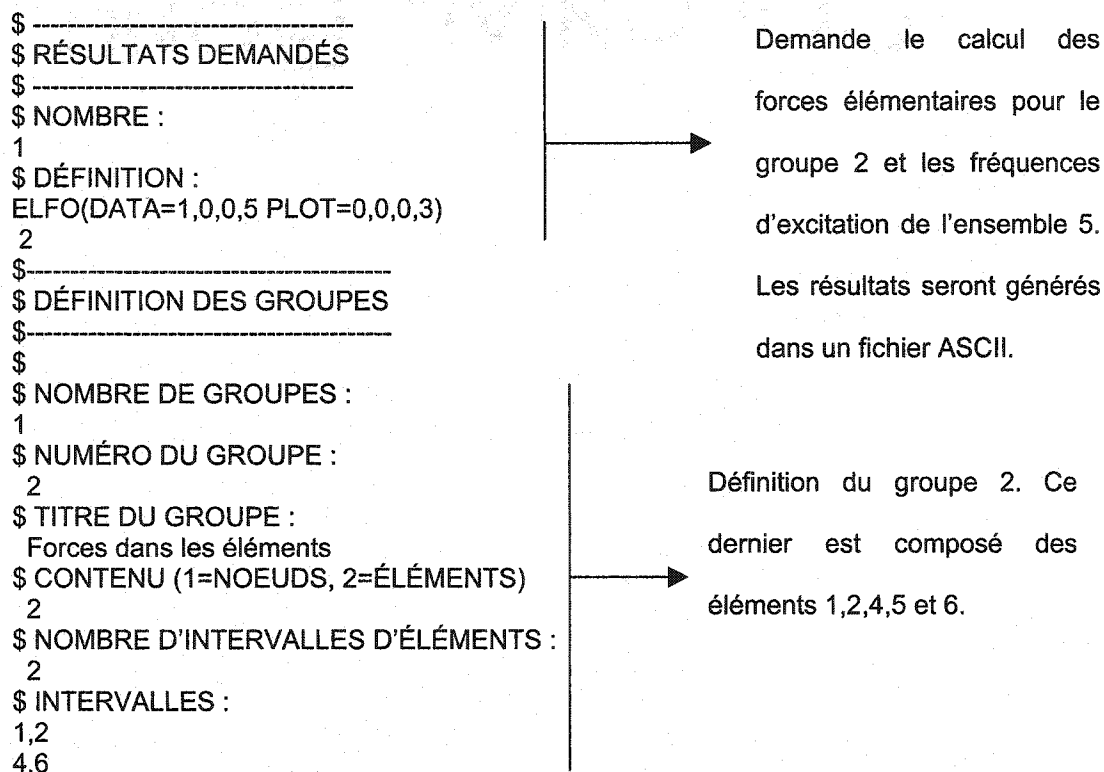 $ -----------------------------------
$ RÉSULTATS DEMANDÉS
$ -----------------------------------
$ NOMBRE :
1
$ DÉFINITION :
ELFO(DATA=1,0,0,5 PLOT=0,0,0,3)
2
$----------------------------------------
$ DÉFINITION DES GROUPES
$----------------------------------------
$
$ NOMBRE DE GROUPES :
1
$ NUMÉRO DU GROUPE :
2
$ TITRE DU GROUPE :
Forces dans les éléments
$ CONTENU (1=NOEUDS, 2=ÉLÉMENTS)
2
$ NOMBRE D'INTERVALLES D'ÉLÉMENTS :
2
$ INTERVALLES :
1,2
4,6
Demande le calcul des
forces élémentaires pour le
groupe 2 et les fréquences
d'excitation de l'ensemble 5.
Les résultats seront générés
dans un fichier ASCII.
Définition du groupe 2. Ce
dernier est composé des
éléments 1,2,4,5 et 6.